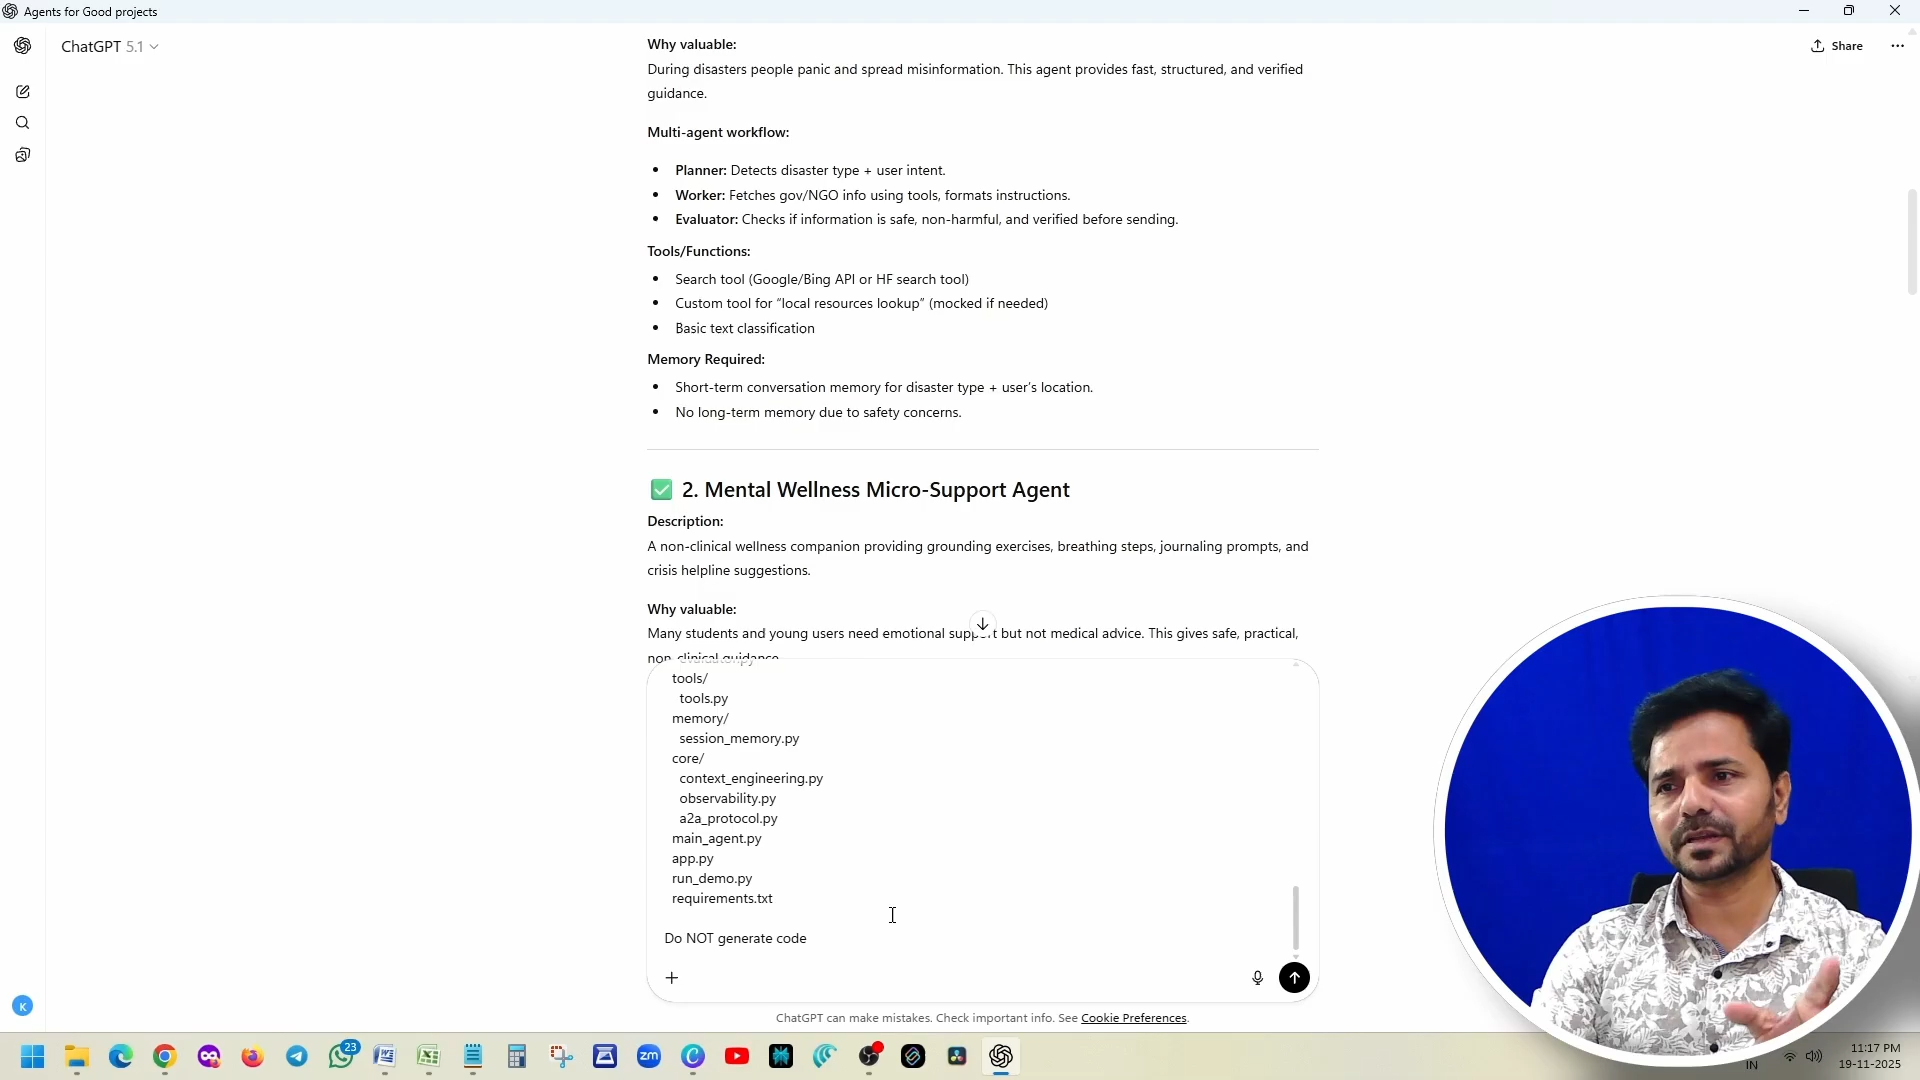 Agents for Good projects
ChatGPT 5.1
Share
Why valuable:
During disasters people panic and spread misinformation. This agent provides fast, structured, and verified
guidance.
Multi-agent workflow:
Planner: Detects disaster type + user intent.
Worker: Fetches gov/NGO info using tools, formats instructions.
Evaluator: Checks if information is safe, non-harmful, and verified before sending.
Tools/Functions:
Search tool (Google/Bing API or HF search tool)
Custom tool for “local resources lookup” (mocked if needed)
Basic text classification
Memory Required:
Short-term conversation memory for disaster type + user’s location.
No long-term memory due to safety concerns.
2. Mental Wellness Micro-Support Agent
Description:
A non-clinical wellness companion providing grounding exercises, breathing steps, journaling prompts, and
crisis helpline suggestions.
Why valuable:
Many students and young users need emotional support but not medical advice. This gives safe, practical,
non-clinical guidance
evaluator.py
tools/
tools.py
memory/
session_memory.py
core/
context_engineering.py
observability.py
a2a_protocol.py
main_agent.py
app.py
run_demo.py
requirements.txt
Do NOT generate code
K
ChatGPT can make mistakes. Check important info. See Cookie Preferences.
23
zm
IN
11:17 PM
19-11-2025